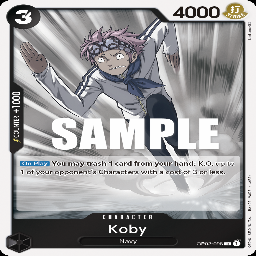 3
4000
打
COUNTER +1000
SAMPLE
On Play You may trash 1 card from your hand: K.O. up to
1 of your opponent's Characters with a cost of 3 or less.
CHARACTER
Koby
Navy